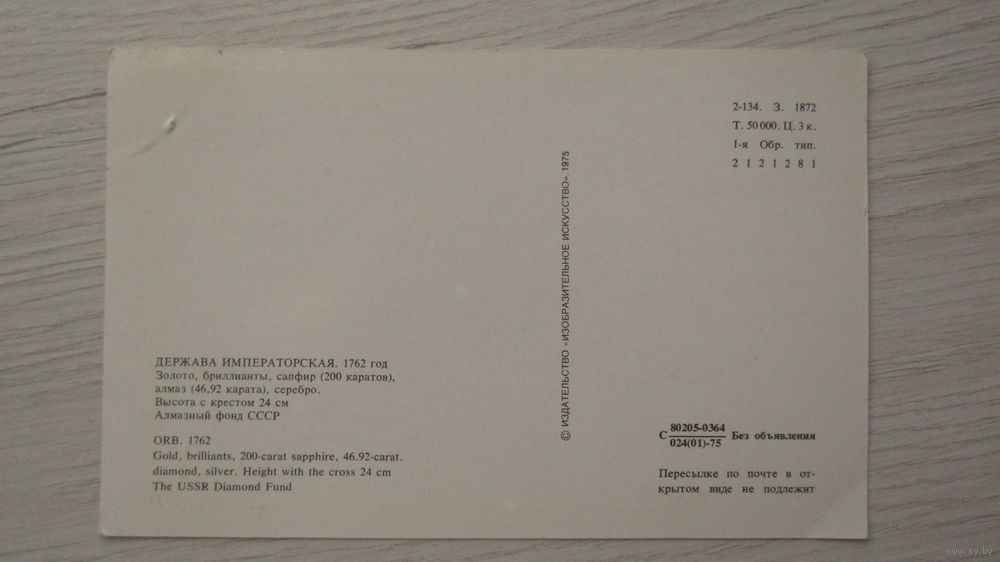 ДЕРЖАВА ИМПЕРАТОРСКАЯ. 1762 год
Золото, бриллианты, сапфир (200 каратов),
алмаз (46,92 карата), серебро.
Высота с крестом 24 см
Алмазный фонд СССР
ORB. 1762
Gold, brilliants, 200-carat sapphire, 46.92-carat,
diamond, silver. Height with the cross 24 cm
The USSR Diamond Fund
© ИЗДАТЕЛЬСТВО «ИЗОБРАЗИТЕЛЬНОЕ ИСКУССТВО». 1975
2-134. З. 1872
Т. 50 000. Ц. 3 к.
1-я Обр. тип.
2 1 2 1 2 8 1
С 80205-0364
024(01)-75 Без объявления
Пересылке по почте в от-
крытом виде не подлежит
www.ay.by